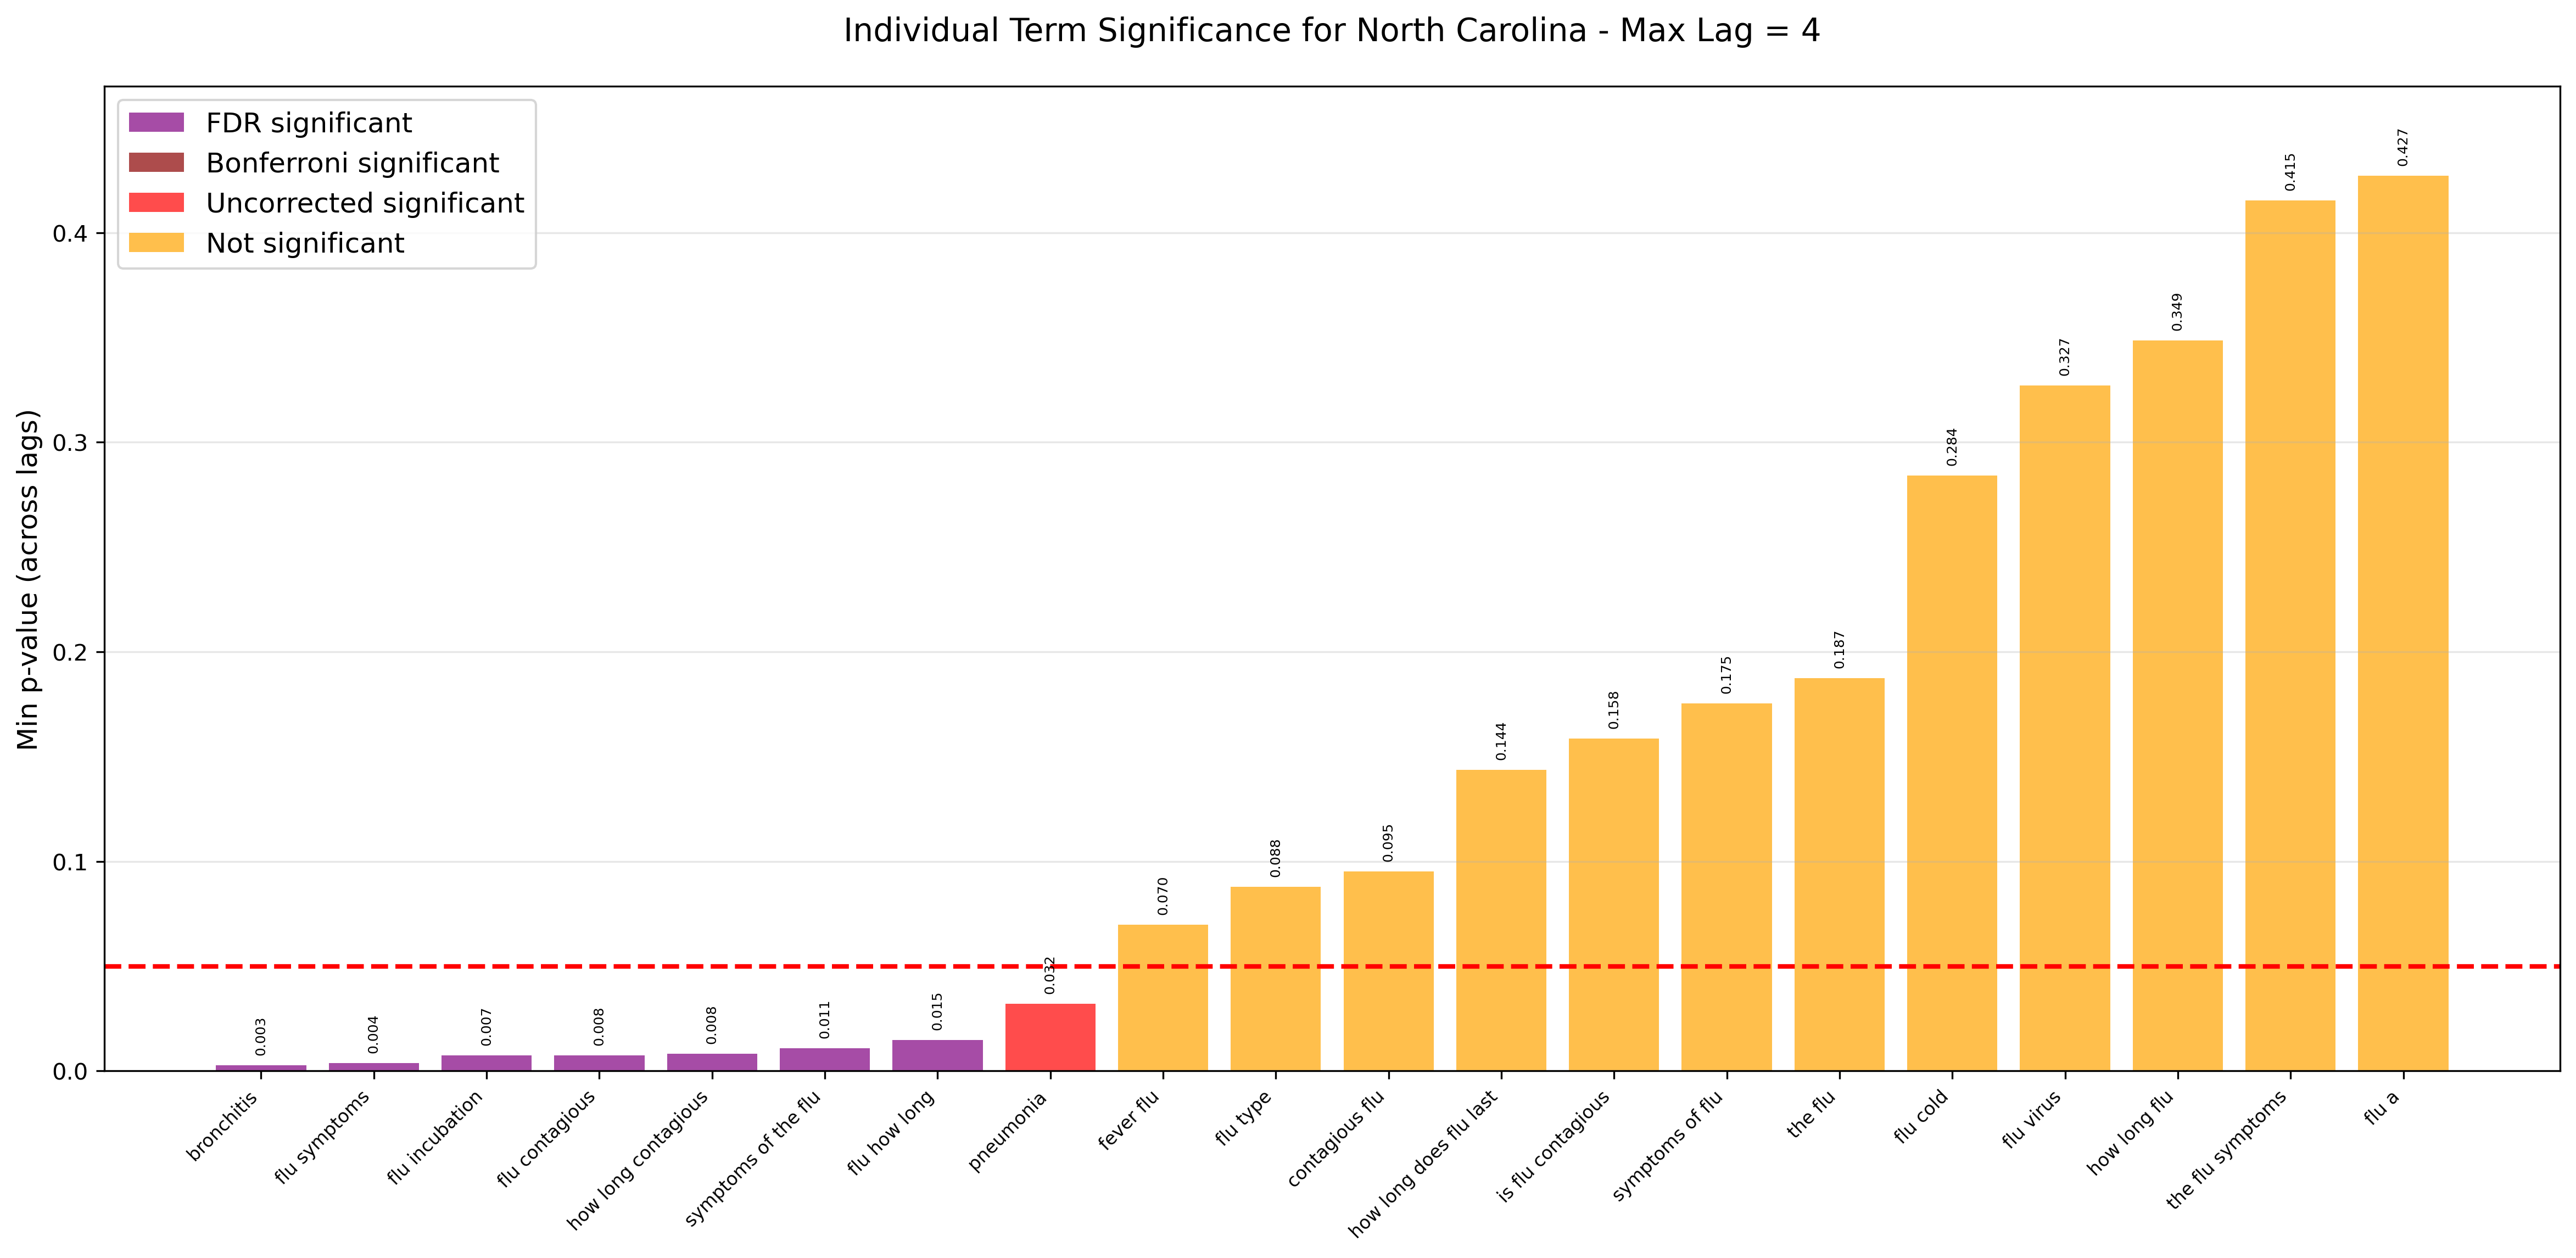 Individual Term Significance for North Carolina - Max Lag = 4
FDR significant
Bonferroni significant
Uncorrected significant
Not significant
Min p-value (across lags)
0.4
0.3
0.2
0.1
0.0
0.003
0.004
0.007
0.008
0.008
0.011
0.015
0.032
0.070
0.088
0.095
0.144
0.158
0.175
0.187
0.284
0.327
0.349
0.415
0.427
bronchitis
flu symptoms
flu incubation
flu contagious
how long contagious
symptoms of the flu
flu how long
pneumonia
fever flu
flu type
contagious flu
how long does flu last
is flu contagious
symptoms of flu
the flu
flu cold
flu virus
how long flu
the flu symptoms
flu a